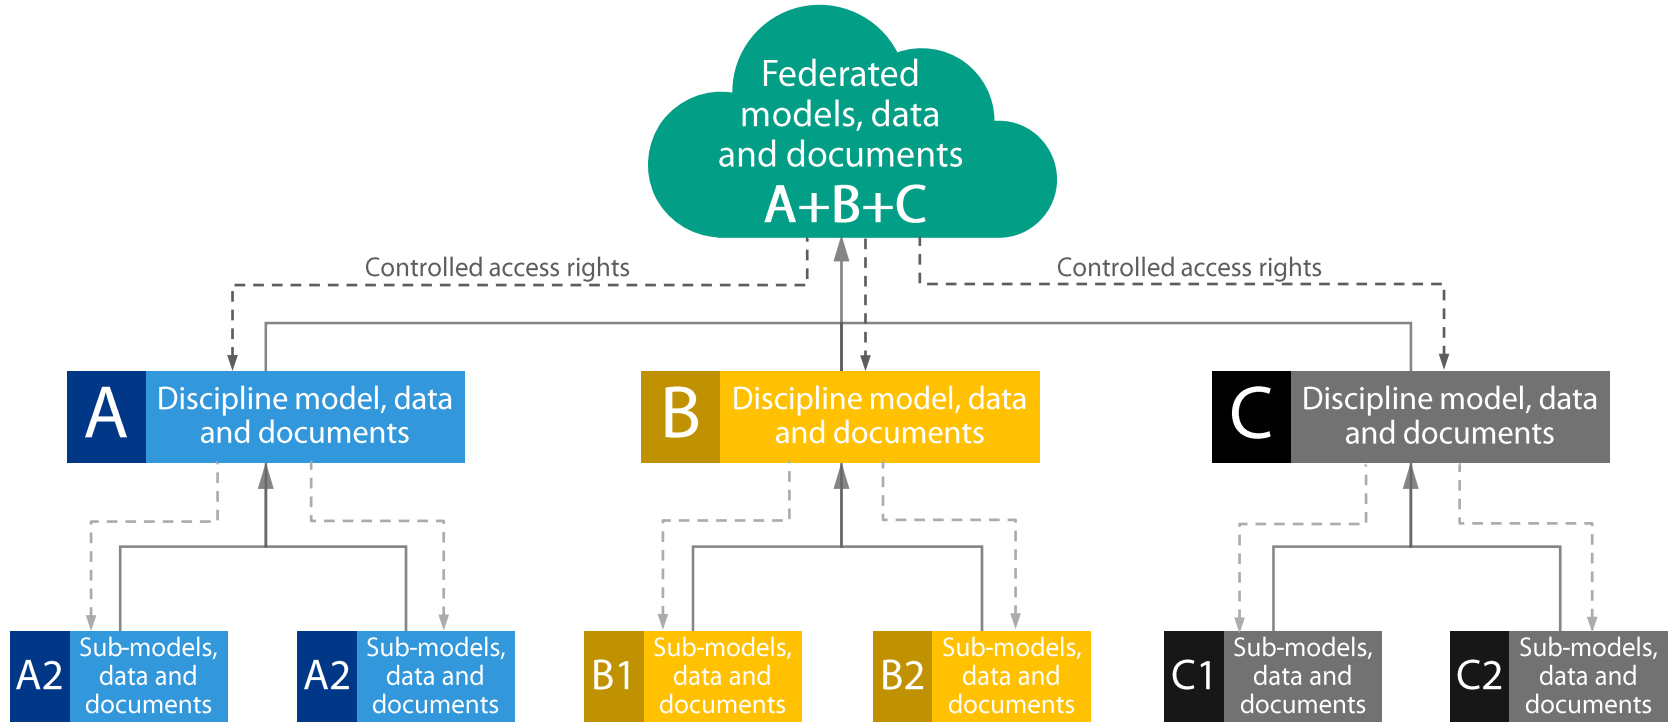 Federated
models, data
and documents
A+B+C
Controlled access rights
Controlled access rights
A
Discipline model, data
and documents
B
Discipline model, data
and documents
C
Discipline model, data
and documents
A2
Sub-models,
data and
documents
A2
Sub-models,
data and
documents
B1
Sub-models,
data and
documents
B2
Sub-models,
data and
documents
C1
Sub-models,
data and
documents
C2
Sub-models,
data and
documents